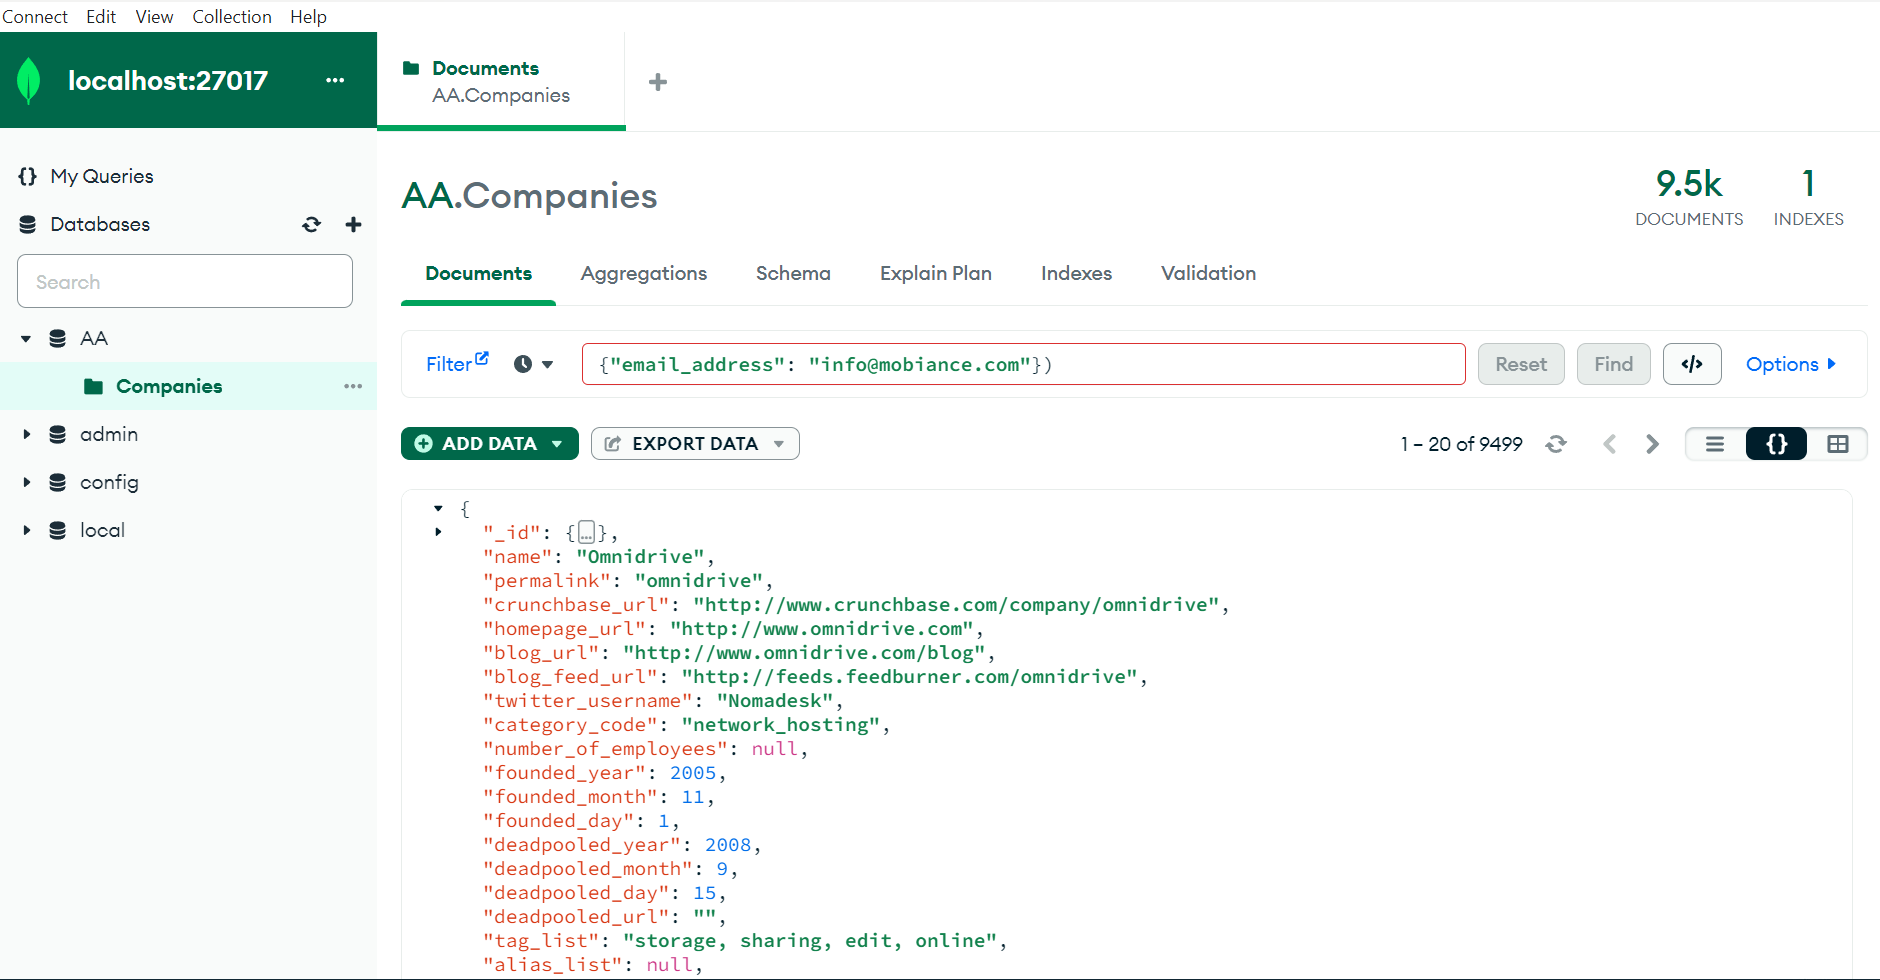 Connect Edit View Collection Help
localhost:27017 ...
Documents
AA.Companies
+
{} My Queries
Databases +
Search
AA
Companies ...
admin
config
local
AA.Companies
9.5k
DOCUMENTS
1
INDEXES
Documents Aggregations Schema Explain Plan Indexes Validation
Filter {"email_address": "info@mobiance.com"}) Reset Find </> Options
ADD DATA EXPORT DATA 1 – 20 of 9499 {}
{
"_id": {…},
"name": "Omnidrive",
"permalink": "omnidrive",
"crunchbase_url": "http://www.crunchbase.com/company/omnidrive",
"homepage_url": "http://www.omnidrive.com",
"blog_url": "http://www.omnidrive.com/blog",
"blog_feed_url": "http://feeds.feedburner.com/omnidrive",
"twitter_username": "Nomadesk",
"category_code": "network_hosting",
"number_of_employees": null,
"founded_year": 2005,
"founded_month": 11,
"founded_day": 1,
"deadpooled_year": 2008,
"deadpooled_month": 9,
"deadpooled_day": 15,
"deadpooled_url": "",
"tag_list": "storage, sharing, edit, online",
"alias_list": null,